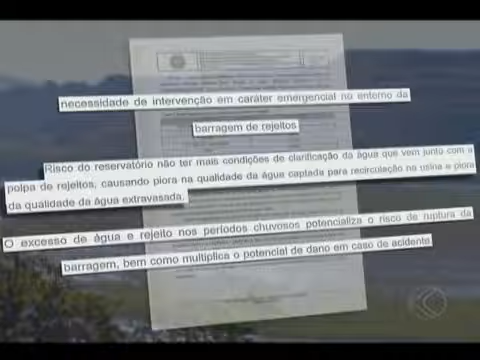 necessidade de intervenção em caráter emergencial no entorno da
barragem de rejeitos
Risco do reservatório não ter mais condições de clarificação da água que vem junto com a
polpa de rejeitos, causando piora na qualidade da água captada para recirculação na usina e piora
da qualidade da água extravasada.
O excesso de água e rejeito nos períodos chuvosos potencializa o risco de ruptura da
barragem, bem como multiplica o potencial de dano em caso de acidente.